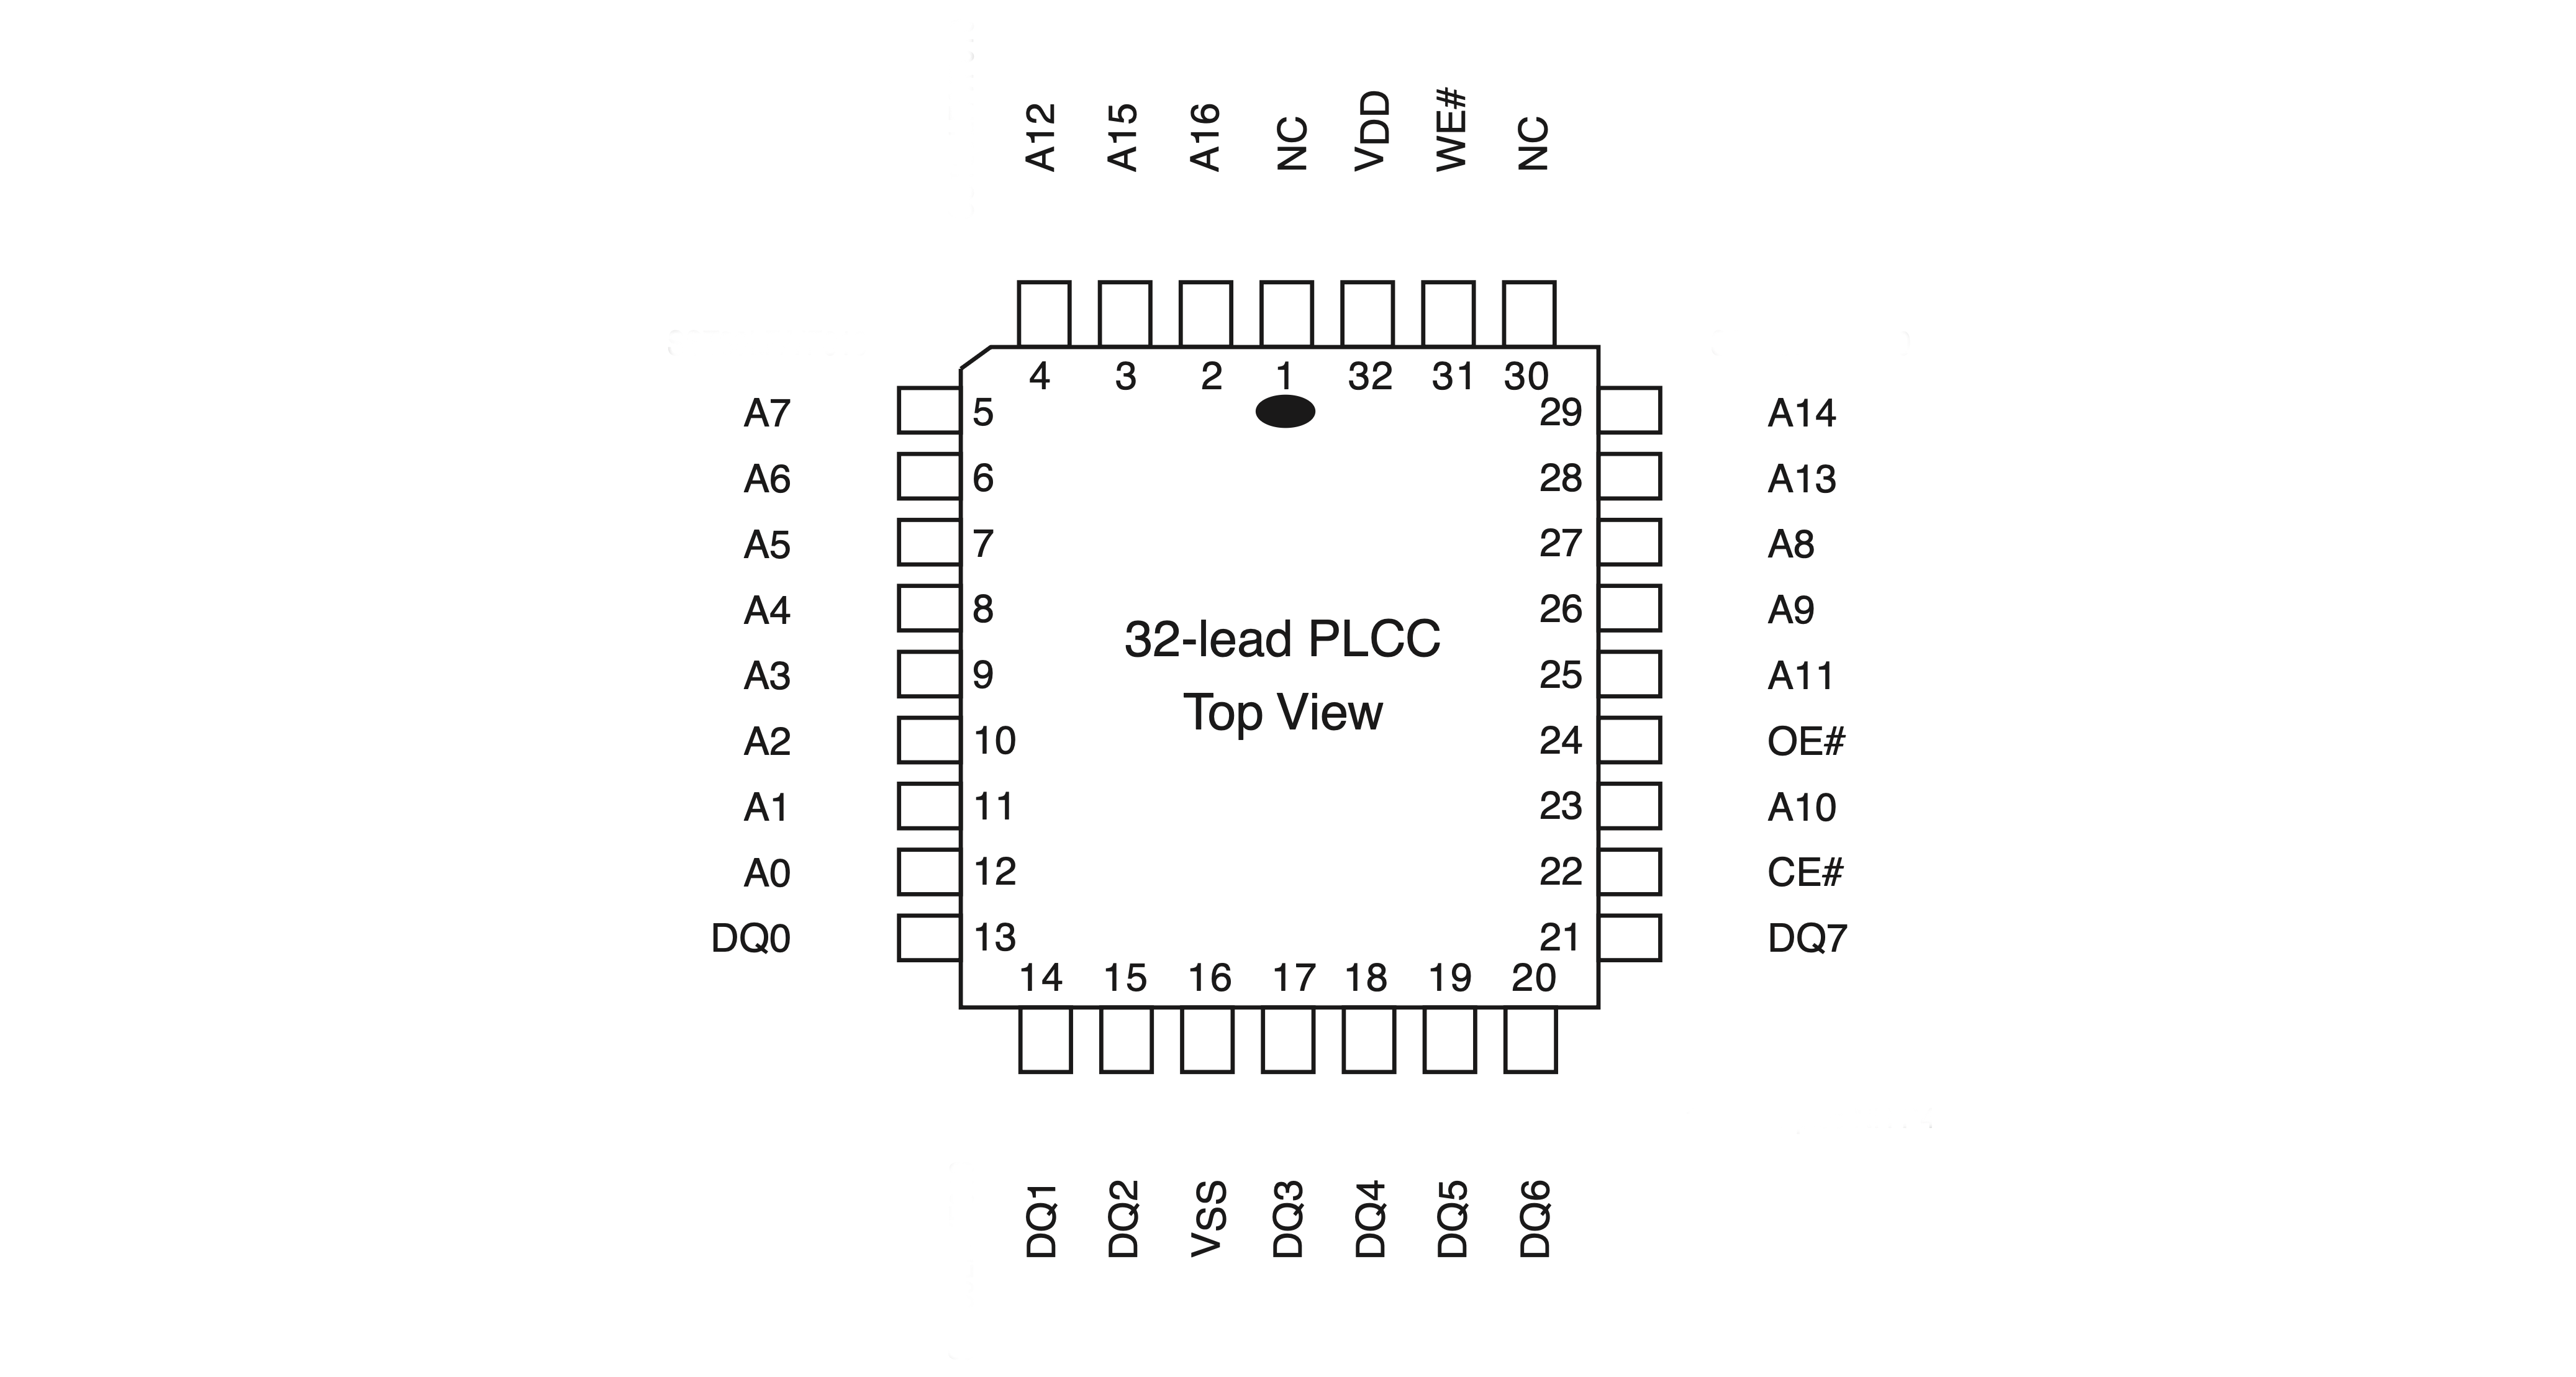 A12 A15 A16 NC VDD WE# NC
4 3 2 1 32 31 30
A7 5 29 A14
A6 6 28 A13
A5 7 27 A8
A4 8 26 A9
A3 9 25 A11
A2 10 24 OE#
A1 11 23 A10
A0 12 22 CE#
DQ0 13 21 DQ7
32-lead PLCC
Top View
14 15 16 17 18 19 20
DQ1 DQ2 VSS DQ3 DQ4 DQ5 DQ6